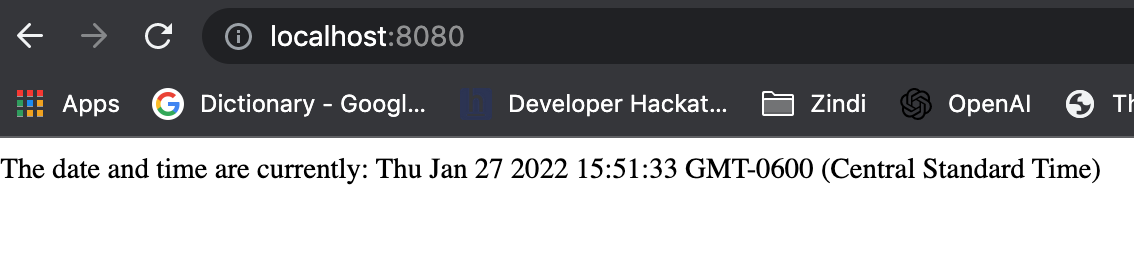 localhost:8080
Apps Dictionary - Googl... Developer Hackat... Zindi OpenAI Th
The date and time are currently: Thu Jan 27 2022 15:51:33 GMT-0600 (Central Standard Time)